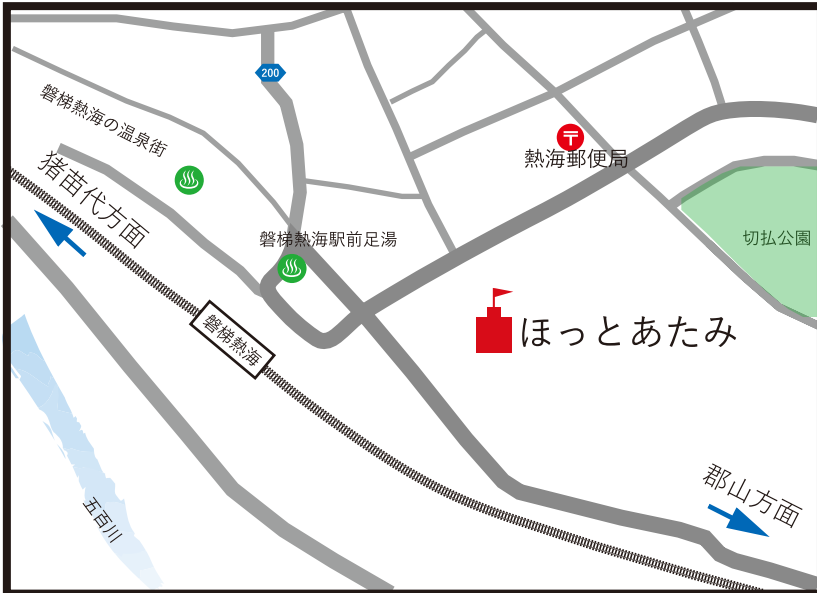 200
磐梯熱海の温泉街
〒
熱海郵便局
猪苗代方面
磐梯熱海駅前足湯
切払公園
磐梯熱海
ほっとあたみ
五百川
郡山方面